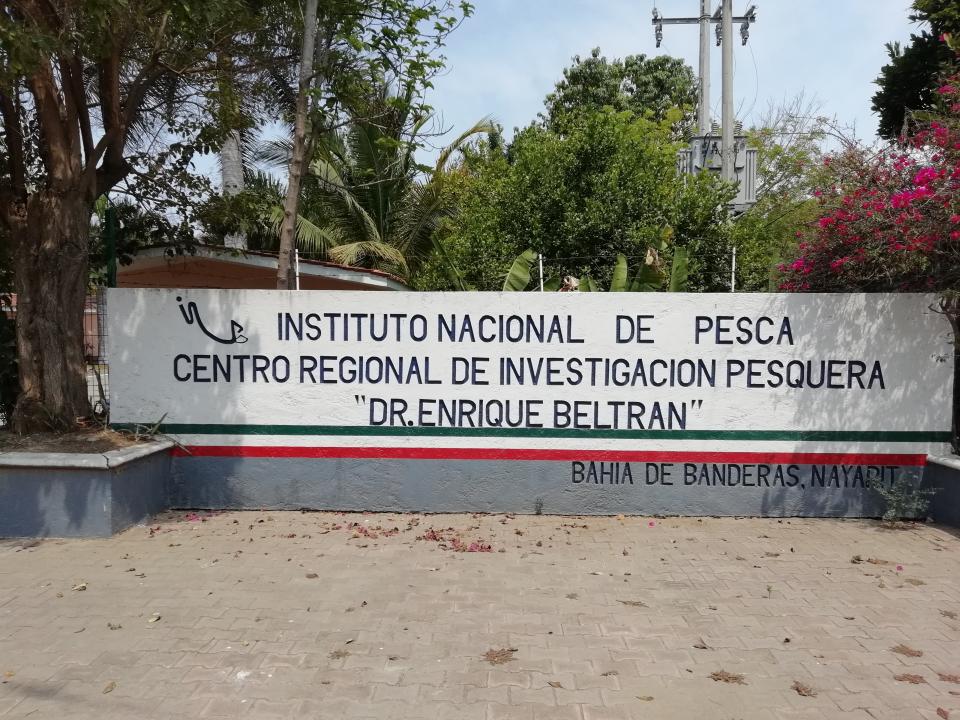 INSTITUTO NACIONAL DE PESCA
CENTRO REGIONAL DE INVESTIGACION PESQUERA
"DR. ENRIQUE BELTRAN"
BAHIA DE BANDERAS, NAYARIT